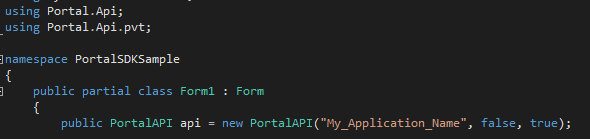 using Portal.Api;
using Portal.Api.pvt;
namespace PortalSDKSample
{
public partial class Form1 : Form
{
public PortalAPI api = new PortalAPI("My_Application_Name", false, true);